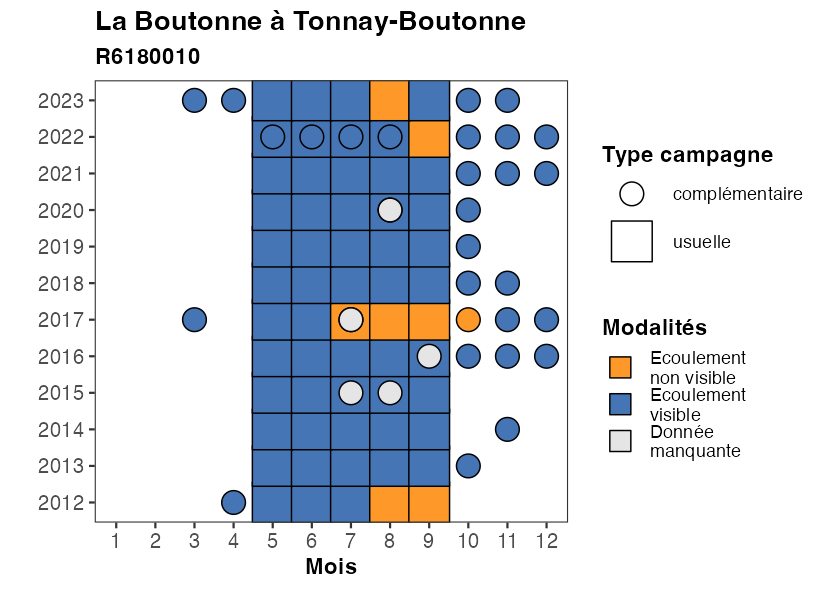 La Boutonne à Tonnay-Boutonne
R6180010
2023
2022
2021
2020
2019
2018
2017
2016
2015
2014
2013
2012
1 2 3 4 5 6 7 8 9 10 11 12
Mois
Type campagne
complémentaire
usuelle
Modalités
Ecoulement
non visible
Ecoulement
visible
Donnée
manquante